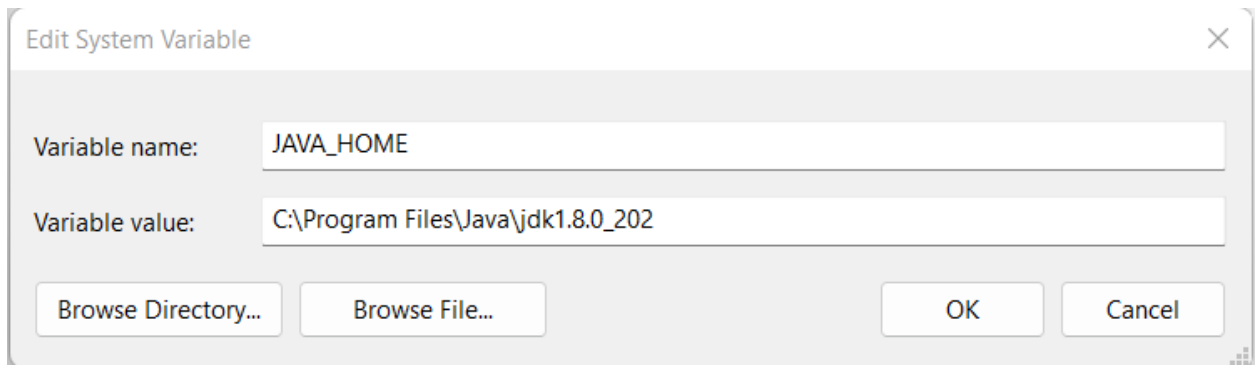 Edit System Variable
Variable name: JAVA_HOME
Variable value: C:\Program Files\Java\jdk1.8.0_202
Browse Directory... Browse File... OK Cancel